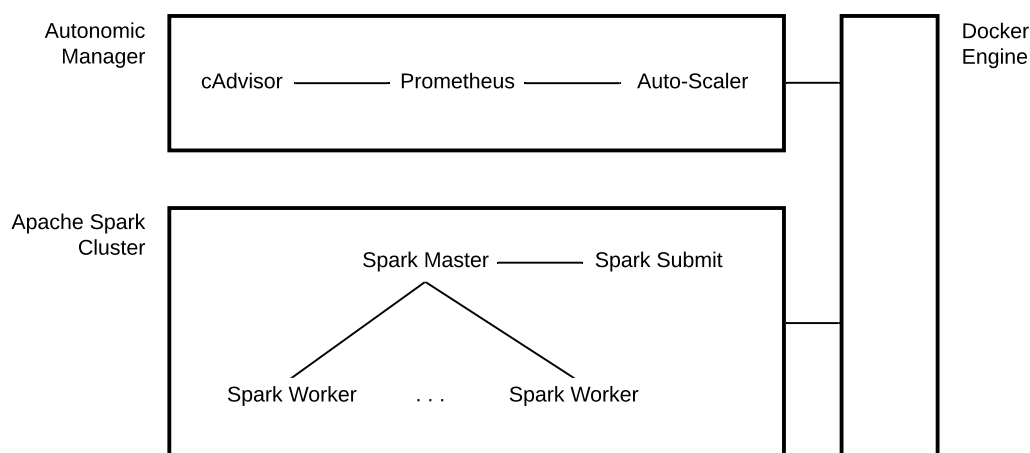 Autonomic
Manager
cAdvisor Prometheus Auto-Scaler
Docker
Engine
Apache Spark
Cluster
Spark Master Spark Submit
Spark Worker . . . Spark Worker